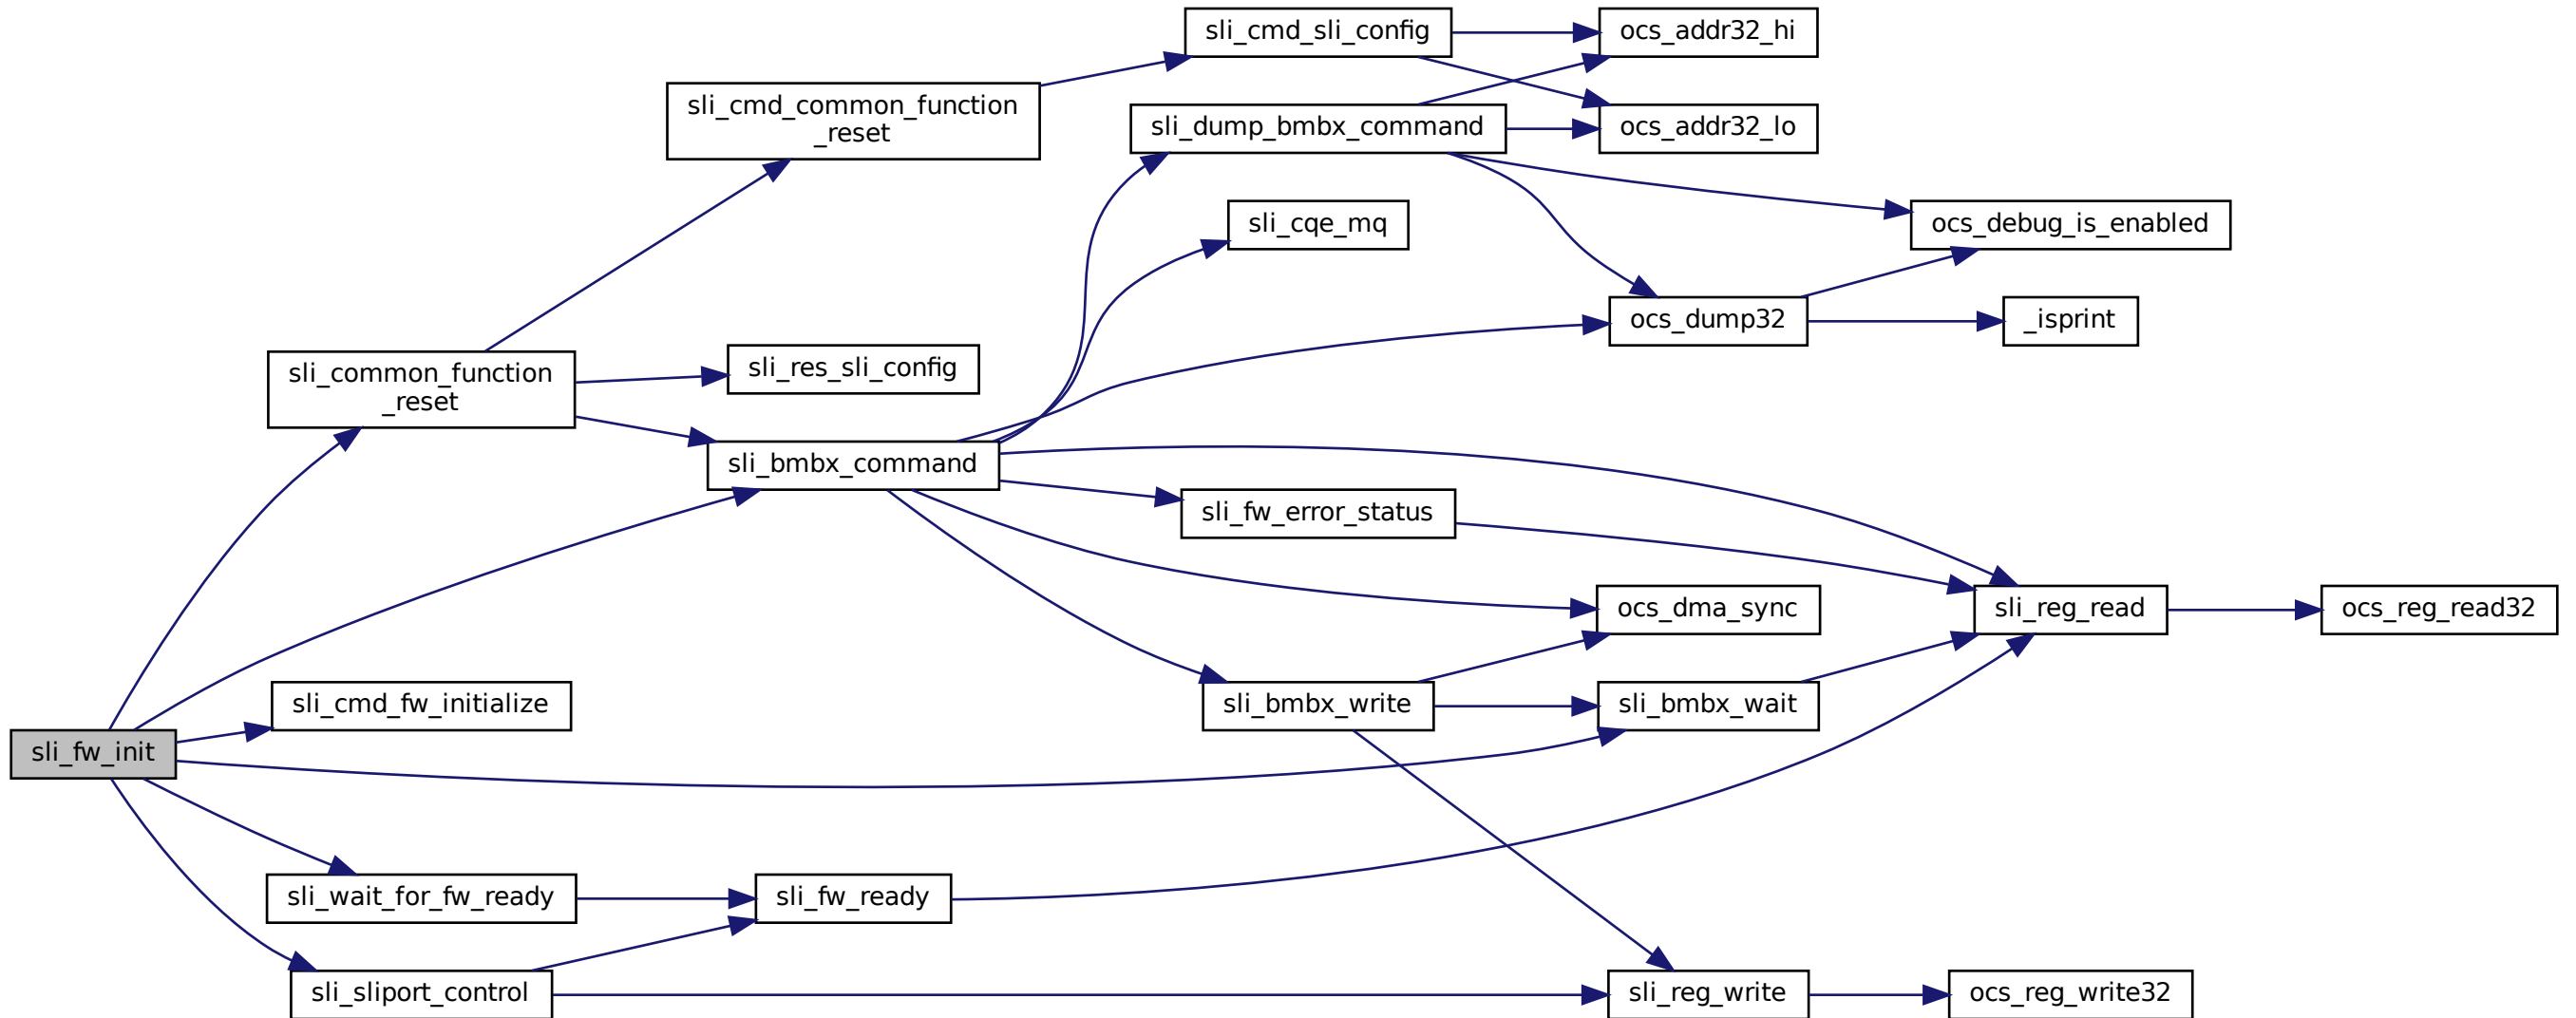 sli_cmd_sli_config
ocs_addr32_hi
sli_cmd_common_function
_reset
sli_dump_bmbx_command
ocs_addr32_lo
sli_cqe_mq
ocs_debug_is_enabled
ocs_dump32
_isprint
sli_common_function
_reset
sli_res_sli_config
sli_bmbx_command
sli_fw_error_status
ocs_dma_sync
sli_reg_read
ocs_reg_read32
sli_cmd_fw_initialize
sli_bmbx_write
sli_bmbx_wait
sli_fw_init
sli_wait_for_fw_ready
sli_fw_ready
sli_sliport_control
sli_reg_write
ocs_reg_write32